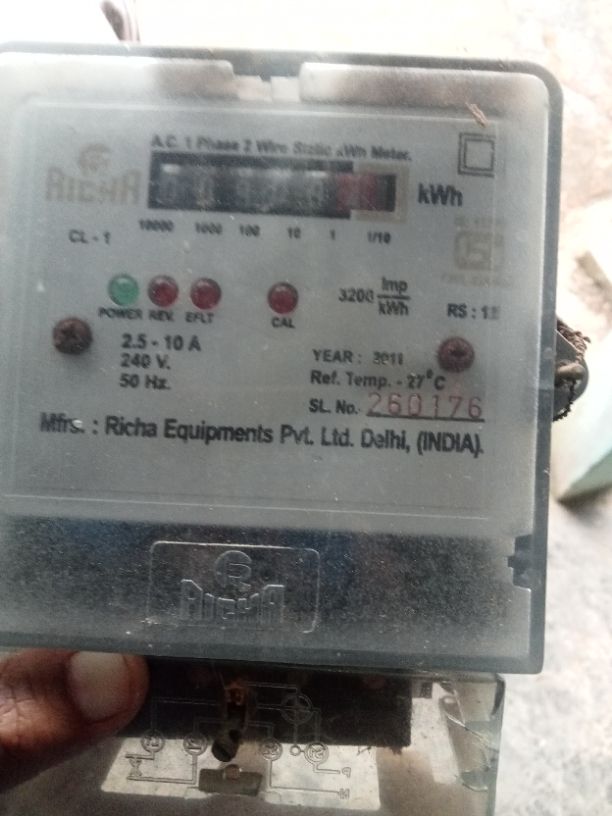 A.C. 1 Phase 2 Wire Static kWh Meter.
RICHA
kWh
CL - 1
10000 1000 100 10 1 1/10
3200 Imp/kWh
POWER REV. EFLT
CAL
RS :
2.5 - 10 A
240 V.
50 Hz.
YEAR : 2011
Ref. Temp. - 27°C
SL. No. 260176
Mfrs. : Richa Equipments Pvt. Ltd. Delhi, (INDIA).
RICHA